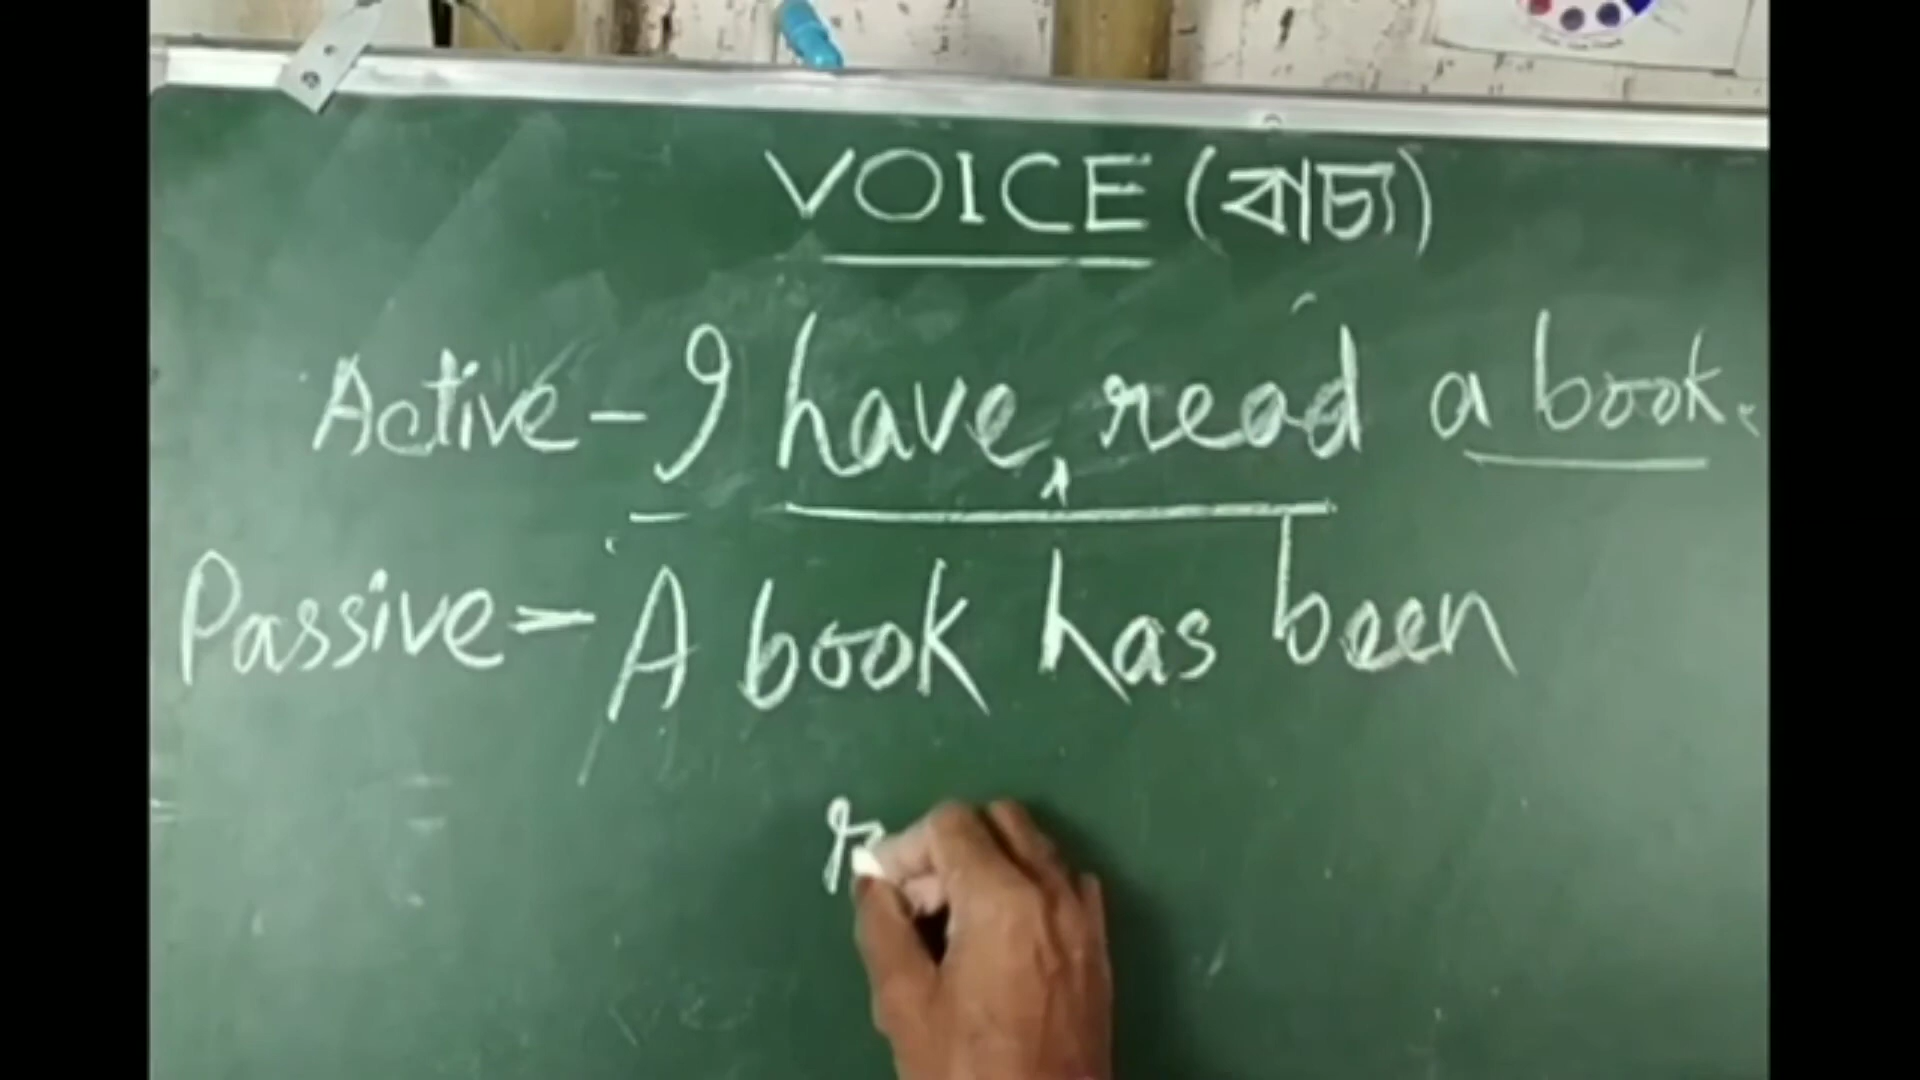 VOICE (বাচ্য)
Active - I have read a book.
Passive - A book has been
r